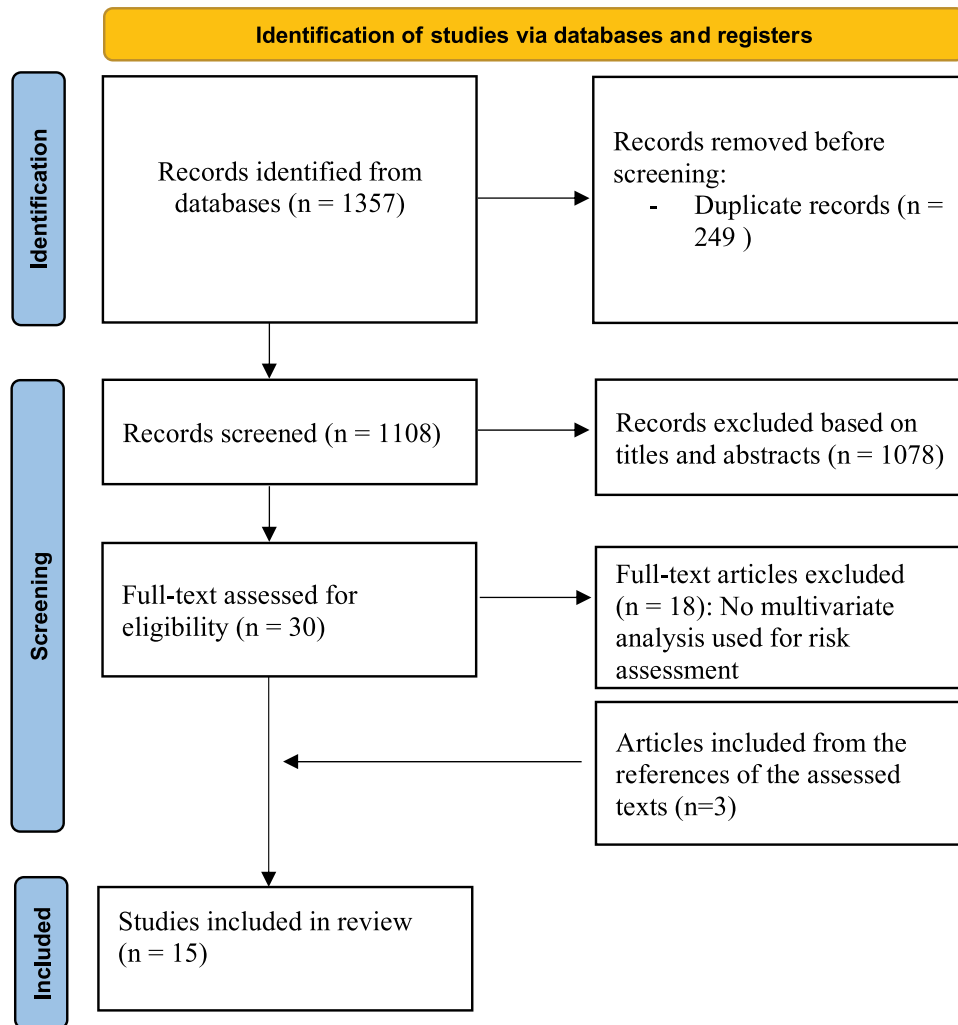 Identification of studies via databases and registers
Identification
Records identified from
databases (n = 1357)
Records removed before
screening:
- Duplicate records (n =
249 )
Screening
Records screened (n = 1108)
Records excluded based on
titles and abstracts (n = 1078)
Full-text assessed for
eligibility (n = 30)
Full-text articles excluded
(n = 18): No multivariate
analysis used for risk
assessment
Articles included from the
references of the assessed
texts (n=3)
Included
Studies included in review
(n = 15)